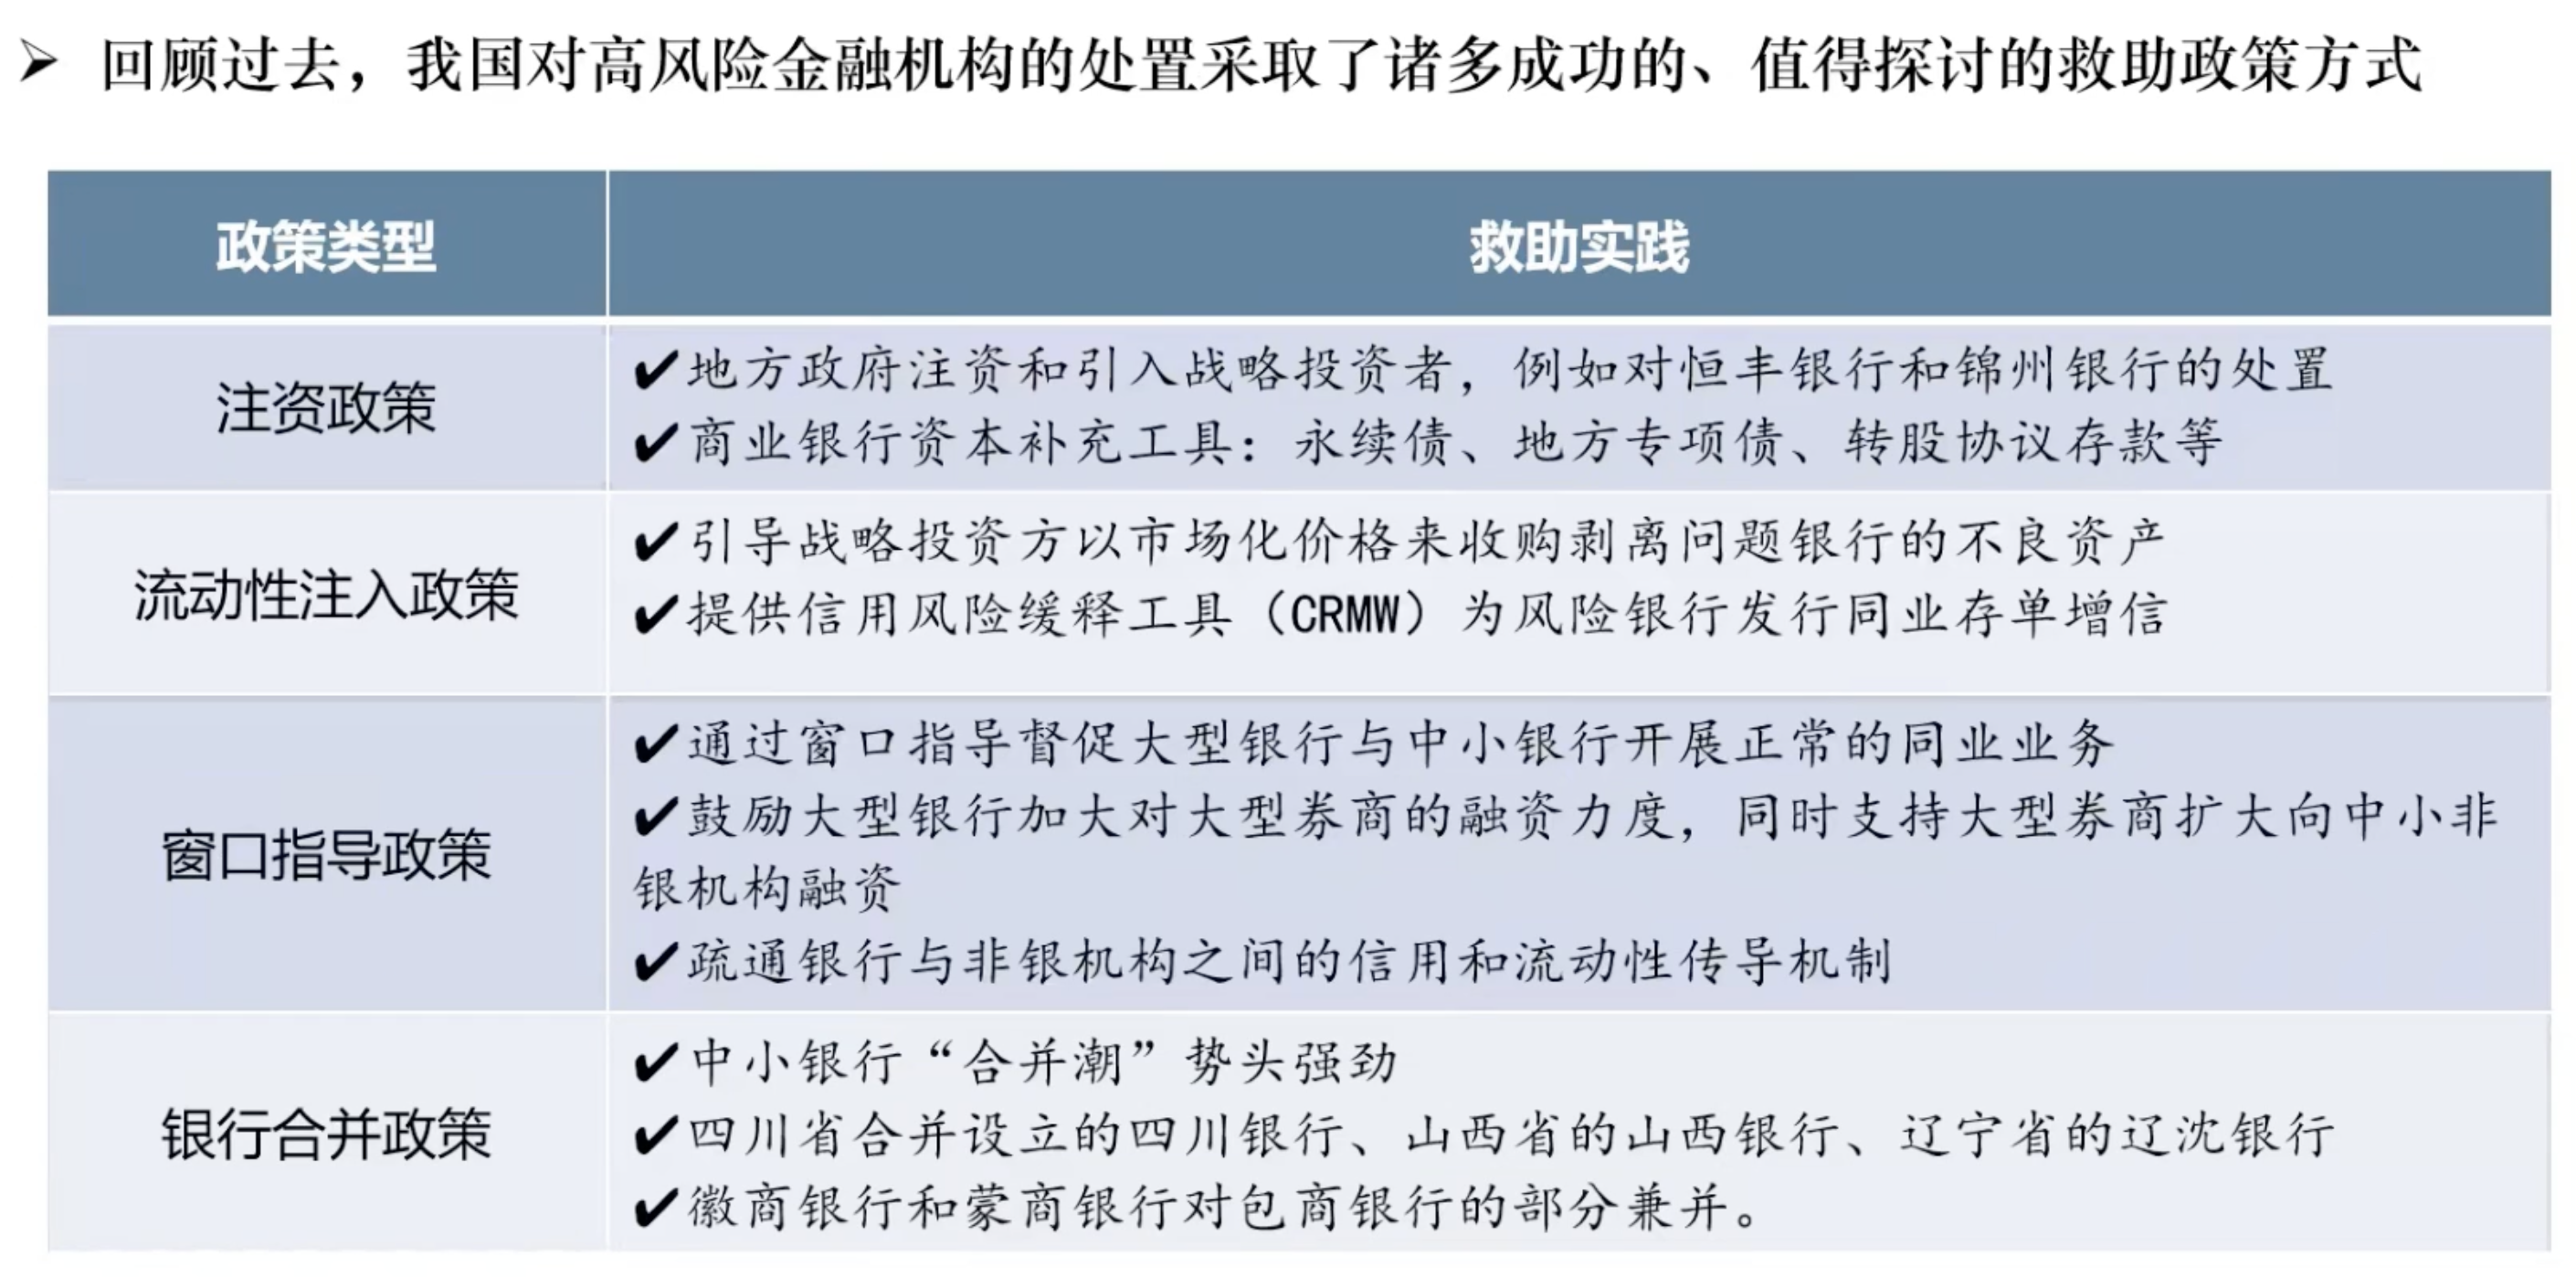 ➢ 回顾过去，我国对高风险金融机构的处置采取了诸多成功的、值得探讨的救助政策方式
政策类型
救助实践
注资政策
✔地方政府注资和引入战略投资者，例如对恒丰银行和锦州银行的处置
✔商业银行资本补充工具：永续债、地方专项债、转股协议存款等
流动性注入政策
✔引导战略投资方以市场化价格来收购剥离问题银行的不良资产
✔提供信用风险缓释工具（CRMW）为风险银行发行同业存单增信
窗口指导政策
✔通过窗口指导督促大型银行与中小银行开展正常的同业业务
✔鼓励大型银行加大对大型券商的融资力度，同时支持大型券商扩大向中小非
银机构融资
✔疏通银行与非银机构之间的信用和流动性传导机制
银行合并政策
✔中小银行“合并潮”势头强劲
✔四川省合并设立的四川银行、山西省的山西银行、辽宁省的辽沈银行
✔徽商银行和蒙商银行对包商银行的部分兼并。